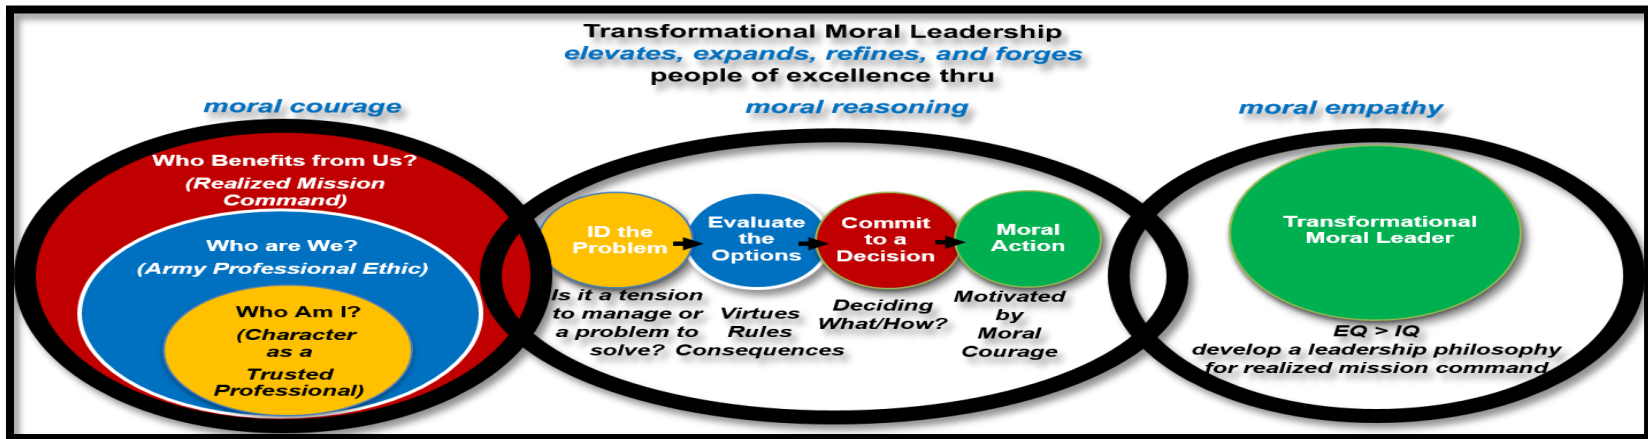 Transformational Moral Leadership
elevates, expands, refines, and forges
people of excellence thru
moral courage
Who Benefits from Us?
(Realized Mission
Command)
Who are We?
(Army Professional Ethic)
Who Am I?
(Character
as a
Trusted
Professional)
moral reasoning
ID the
Problem
Is it a tension
to manage or
a problem to
solve?
Evaluate
the
Options
Virtues
Rules
Consequences
Commit
to a
Decision
Deciding
What/How?
Moral
Action
Motivated
by
Moral
Courage
moral empathy
Transformational
Moral Leader
EQ > IQ
develop a leadership philosophy
for realized mission command